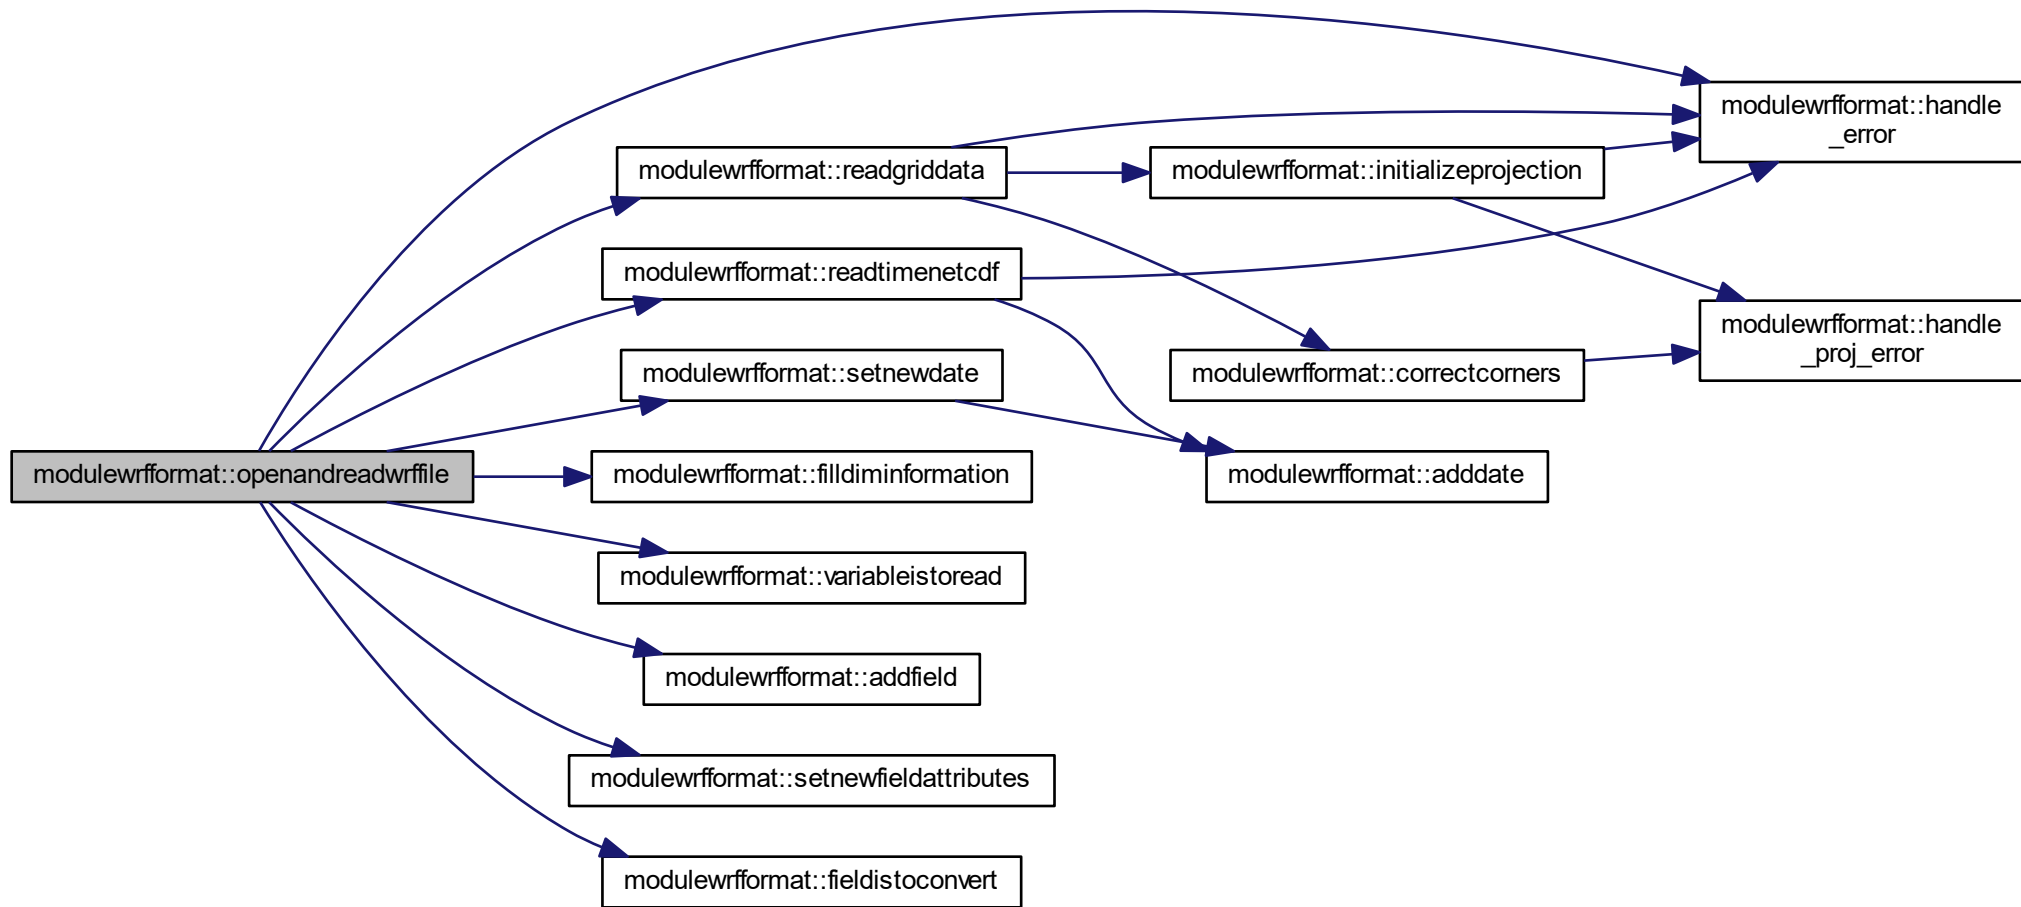 modulewrfformat::handle
_error
modulewrfformat::readgriddata
modulewrfformat::initializeprojection
modulewrfformat::readtimenetcdf
modulewrfformat::handle
_proj_error
modulewrfformat::setnewdate
modulewrfformat::correctcorners
modulewrfformat::openandreadwrffile
modulewrfformat::filldiminformation
modulewrfformat::adddate
modulewrfformat::variableistoread
modulewrfformat::addfield
modulewrfformat::setnewfieldattributes
modulewrfformat::fieldistoconvert